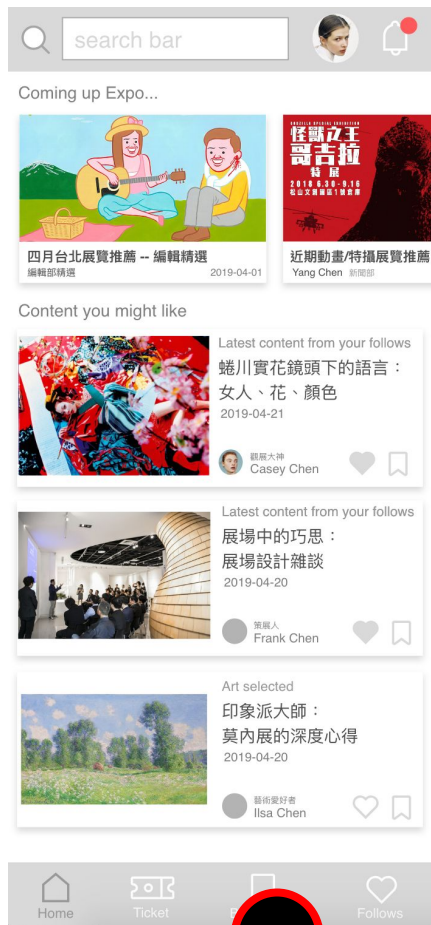 search bar
Coming up Expo...
怪獸之王
哥吉拉
特展
2018 6.30-9.16
四月台北展覽推薦 -- 編輯精選
編輯部精選 2019-04-01
近期動畫/特攝展覽推薦
Yang Chen 新聞部
Content you might like
Latest content from your follows
蜷川實花鏡頭下的語言：
女人、花、顏色
2019-04-21
觀展大神
Casey Chen
Latest content from your follows
展場中的巧思：
展場設計雜談
2019-04-20
策展人
Frank Chen
Art selected
印象派大師：
莫內展的深度心得
2019-04-20
藝術愛好者
Ilsa Chen
Home
Ticket
Follows